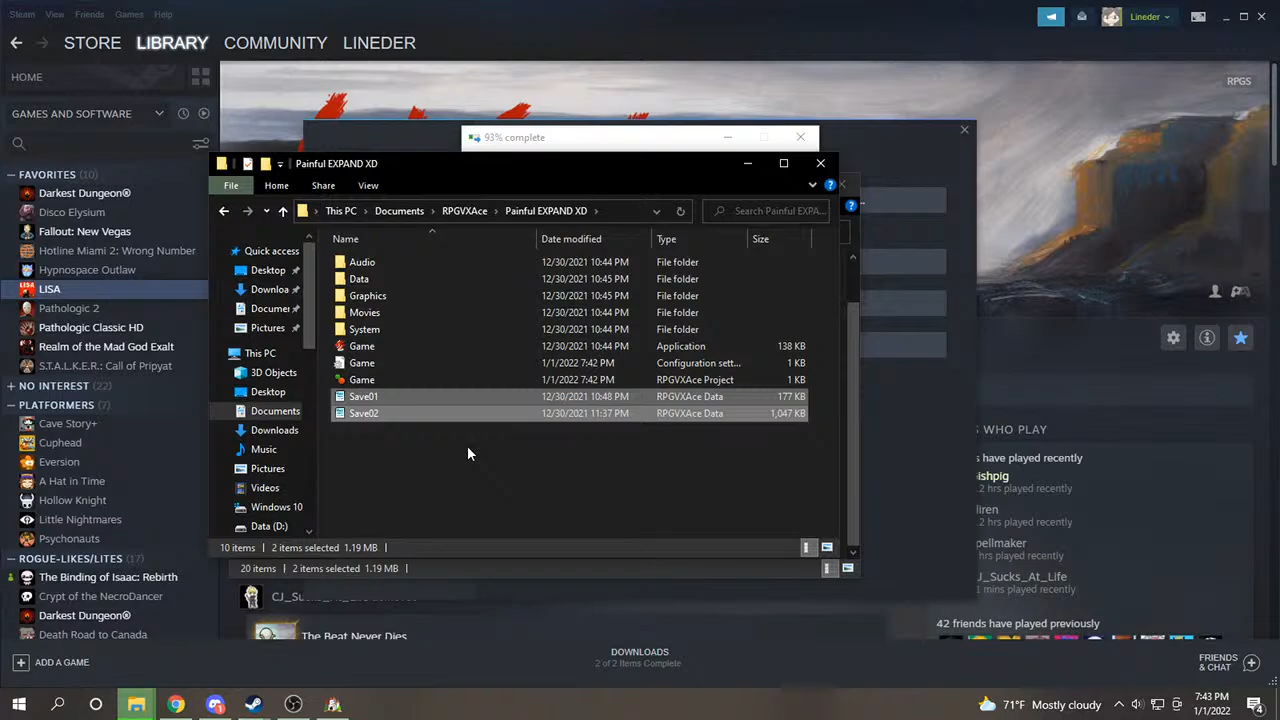 Steam View Friends Games Help
Lineder
STORE LIBRARY COMMUNITY LINEDER
HOME
RPGS
GAMES AND SOFTWARE
93% complete
FAVORITES (10)
Darkest Dungeon®
Disco Elysium
Fallout: New Vegas
Hotline Miami 2: Wrong Number
Hypnospace Outlaw
LISA
Pathologic 2
Pathologic Classic HD
Realm of the Mad God Exalt
S.T.A.L.K.E.R.: Call of Pripyat
NO INTEREST (22)
PLATFORMERS (7)
Cave Story+
Cuphead
Eversion
A Hat in Time
Hollow Knight
Little Nightmares
Psychonauts
ROGUE-LIKES/LITES (17)
The Binding of Isaac: Rebirth
Crypt of the NecroDancer
Darkest Dungeon®
Death Road to Canada
Painful EXPAND XD
File Home Share View
This PC Documents RPGVXAce Painful EXPAND XD
Search Painful EXPA...
Quick access
Desktop
Downloa
Documen
Pictures
This PC
3D Objects
Desktop
Documents
Downloads
Music
Pictures
Videos
Windows 10
Data (D:)
Name Date modified Type Size
Audio 12/30/2021 10:44 PM File folder
Data 12/30/2021 10:45 PM File folder
Graphics 12/30/2021 10:45 PM File folder
Movies 12/30/2021 10:44 PM File folder
System 12/30/2021 10:44 PM File folder
Game 12/30/2021 10:44 PM Application 138 KB
Game 1/1/2022 7:42 PM Configuration sett... 1 KB
Game 1/1/2022 7:42 PM RPGVXAce Project 1 KB
Save01 12/30/2021 10:48 PM RPGVXAce Data 177 KB
Save02 12/30/2021 11:37 PM RPGVXAce Data 1,047 KB
10 items 2 items selected 1.19 MB
20 items 2 items selected 1.19 MB
WHO PLAY
s have played recently
ishpig
.2 hrs played recently
diren
hrs played recently
pellmaker
hrs played recently
J_Sucks_At_Life
mins played recently
42 friends have played previously
CJ_Sucks_At_Life
The Beat Never Dies
ADD A GAME
DOWNLOADS
2 of 2 Items Complete
FRIENDS
& CHAT
71°F Mostly cloudy
7:43 PM
1/1/2022
4